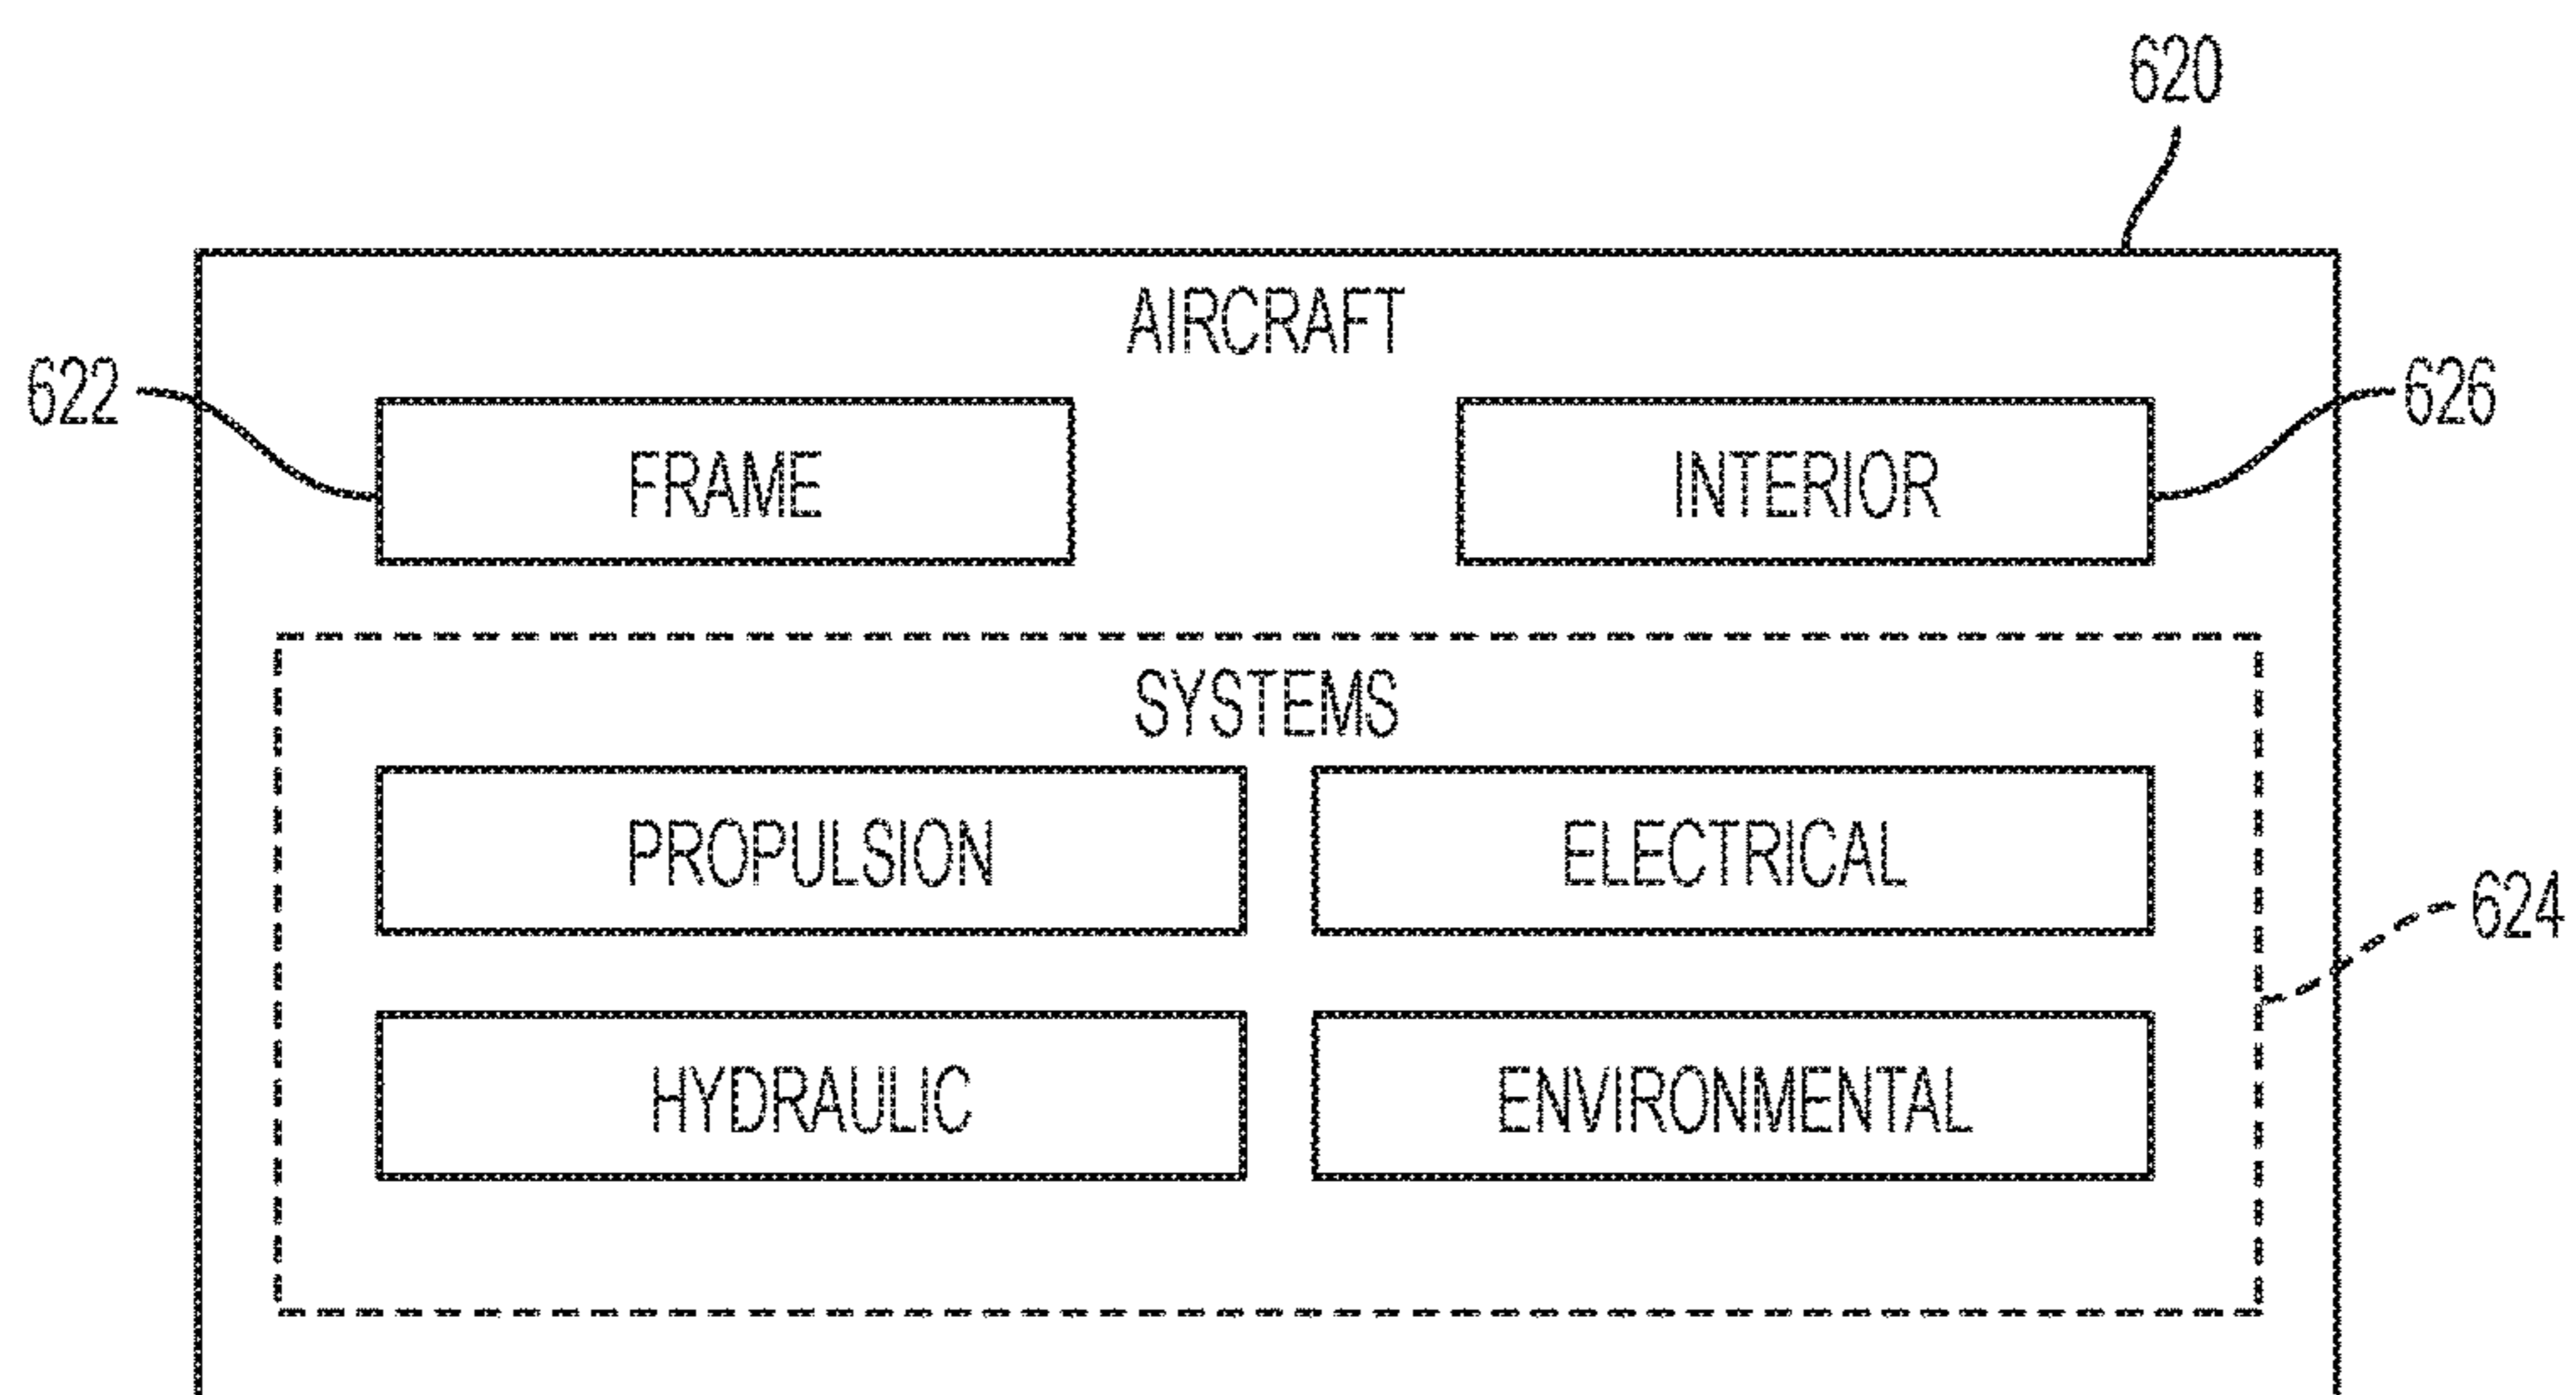 620
AIRCRAFT
622
626
FRAME
INTERIOR
SYSTEMS
PROPULSION
ELECTRICAL
624
HYDRAULIC
ENVIRONMENTAL